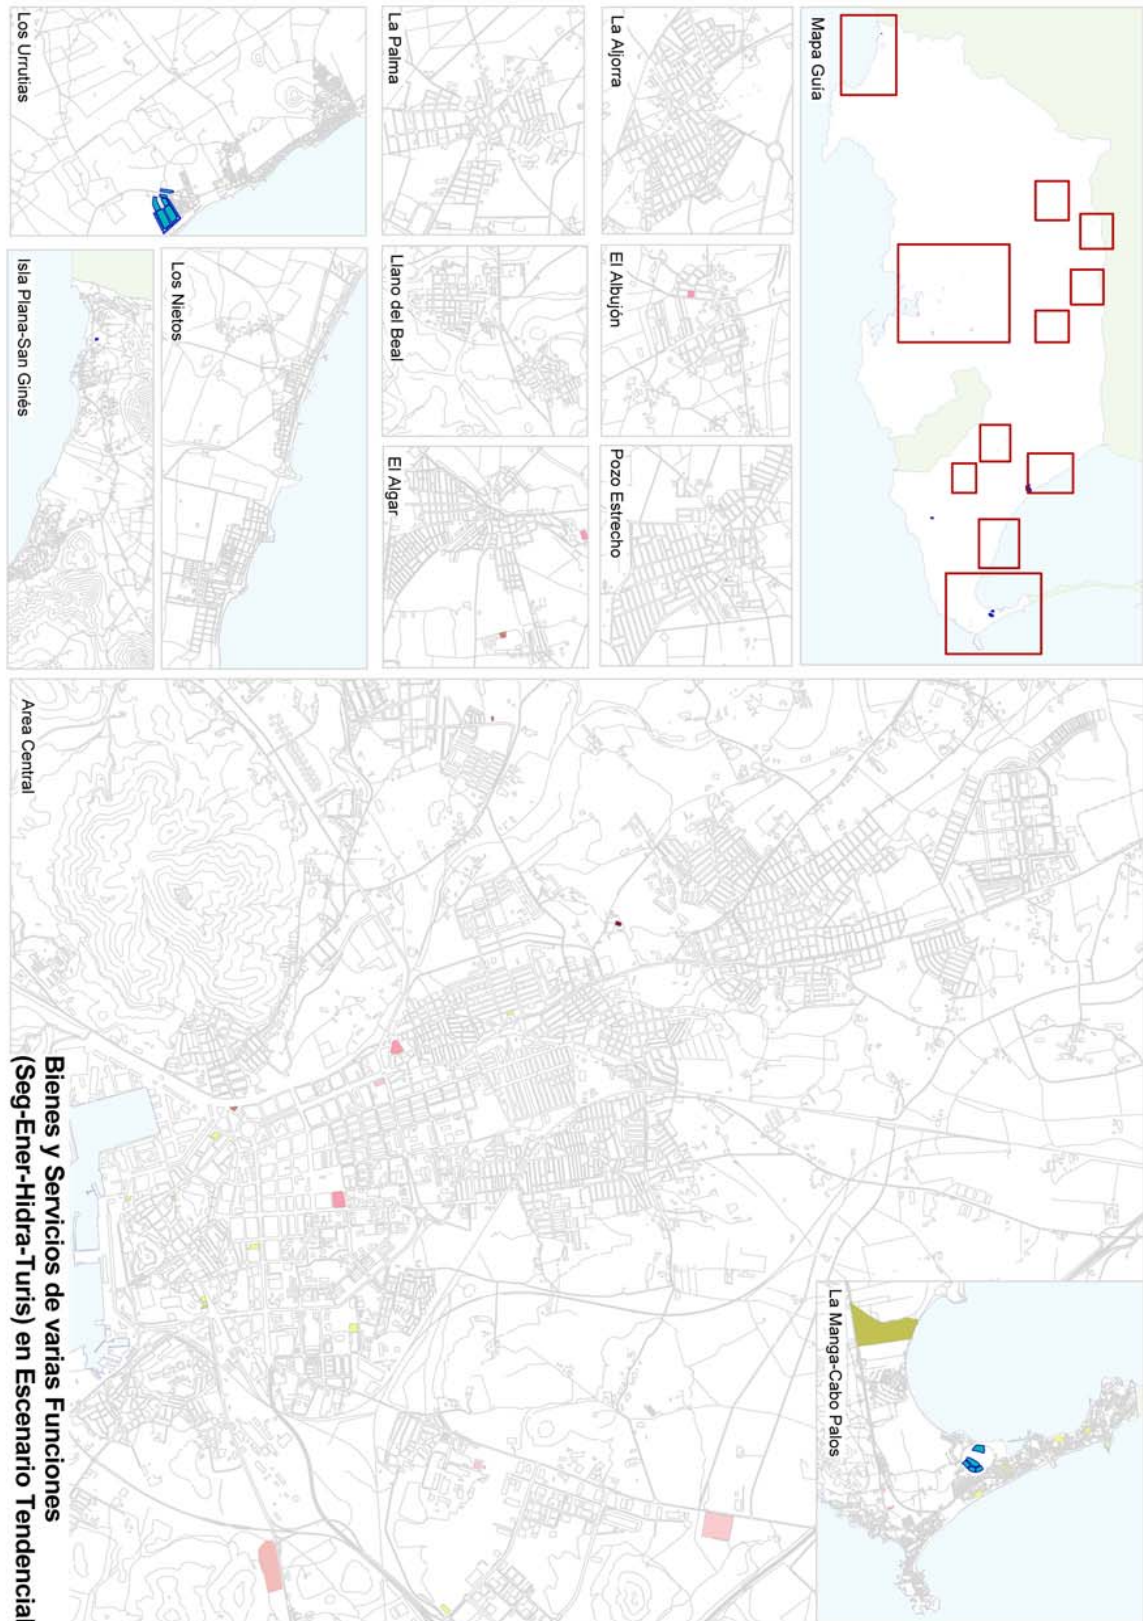 Mapa Guía
La Aljorra
El Albujón
Pozo Estrecho
La Palma
Llano del Beal
El Algar
Los Urrutias
Los Nietos
Isla Plana-San Ginés
La Manga-Cabo Palos
Area Central
Bienes y Servicios de varias Funciones
(Seg-Ener-Hidra-Turis) en Escenario Tendencial